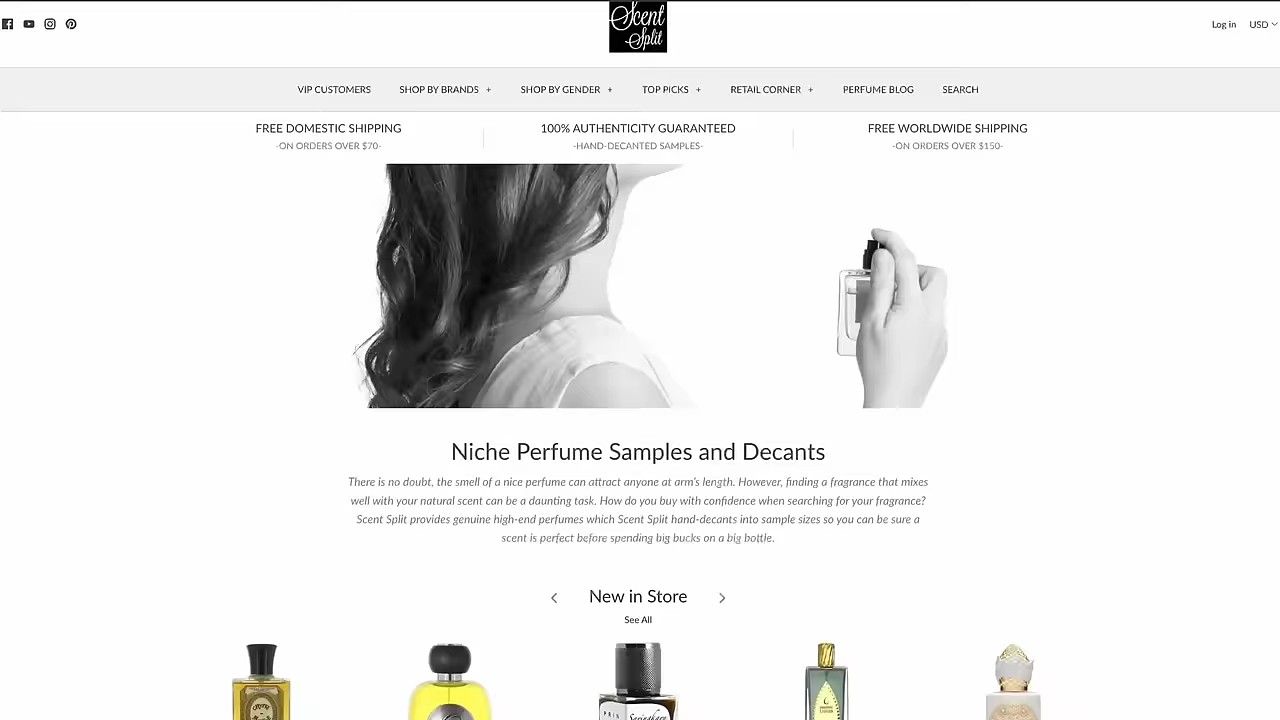 Scent
Split
Log in
USD
VIP CUSTOMERS
SHOP BY BRANDS +
SHOP BY GENDER +
TOP PICKS +
RETAIL CORNER +
PERFUME BLOG
SEARCH
FREE DOMESTIC SHIPPING
-ON ORDERS OVER $70-
100% AUTHENTICITY GUARANTEED
-HAND-DECANTED SAMPLES-
FREE WORLDWIDE SHIPPING
-ON ORDERS OVER $150-
Niche Perfume Samples and Decants
There is no doubt, the smell of a nice perfume can attract anyone at arm's length. However, finding a fragrance that mixes
well with your natural scent can be a daunting task. How do you buy with confidence when searching for your fragrance?
Scent Split provides genuine high-end perfumes which Scent Split hand-decants into sample sizes so you can be sure a
scent is perfect before spending big bucks on a big bottle.
New in Store
See All
PRIN